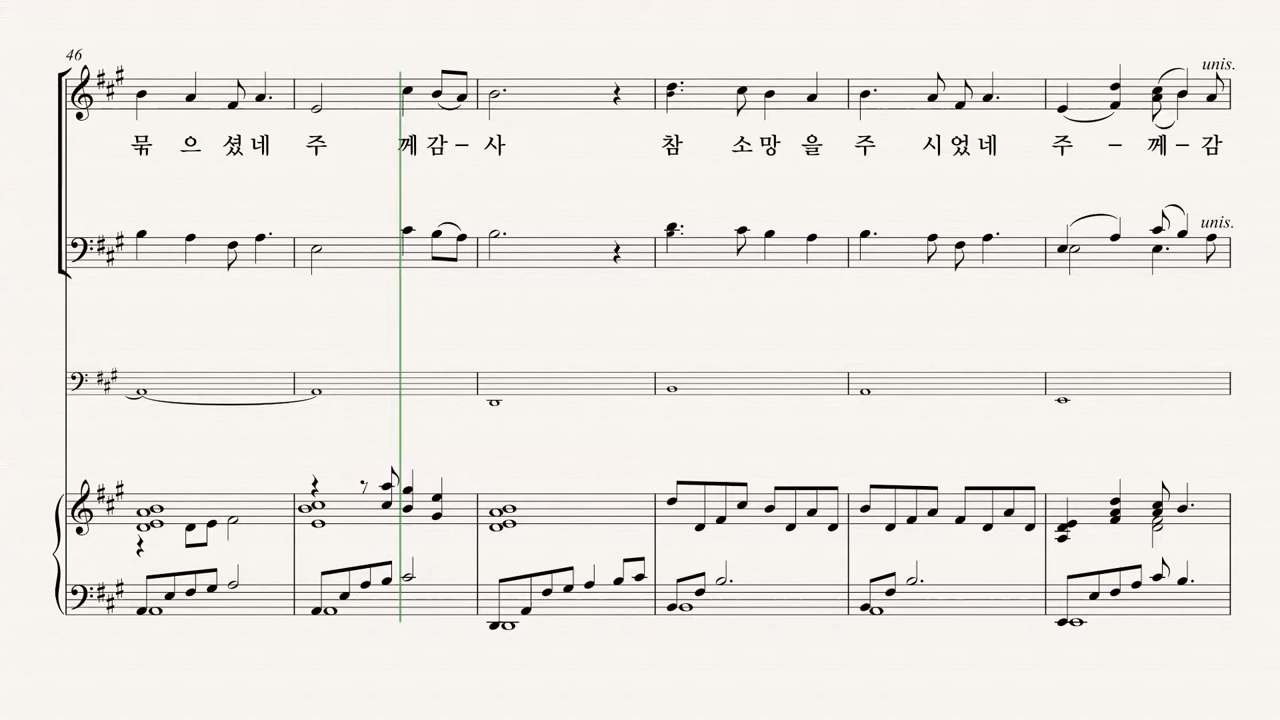 46
unis.
묶 으 셨 네 주 께 감 – 사 참 소 망 을 주 시 었 네 주 – 께 – 감
unis.